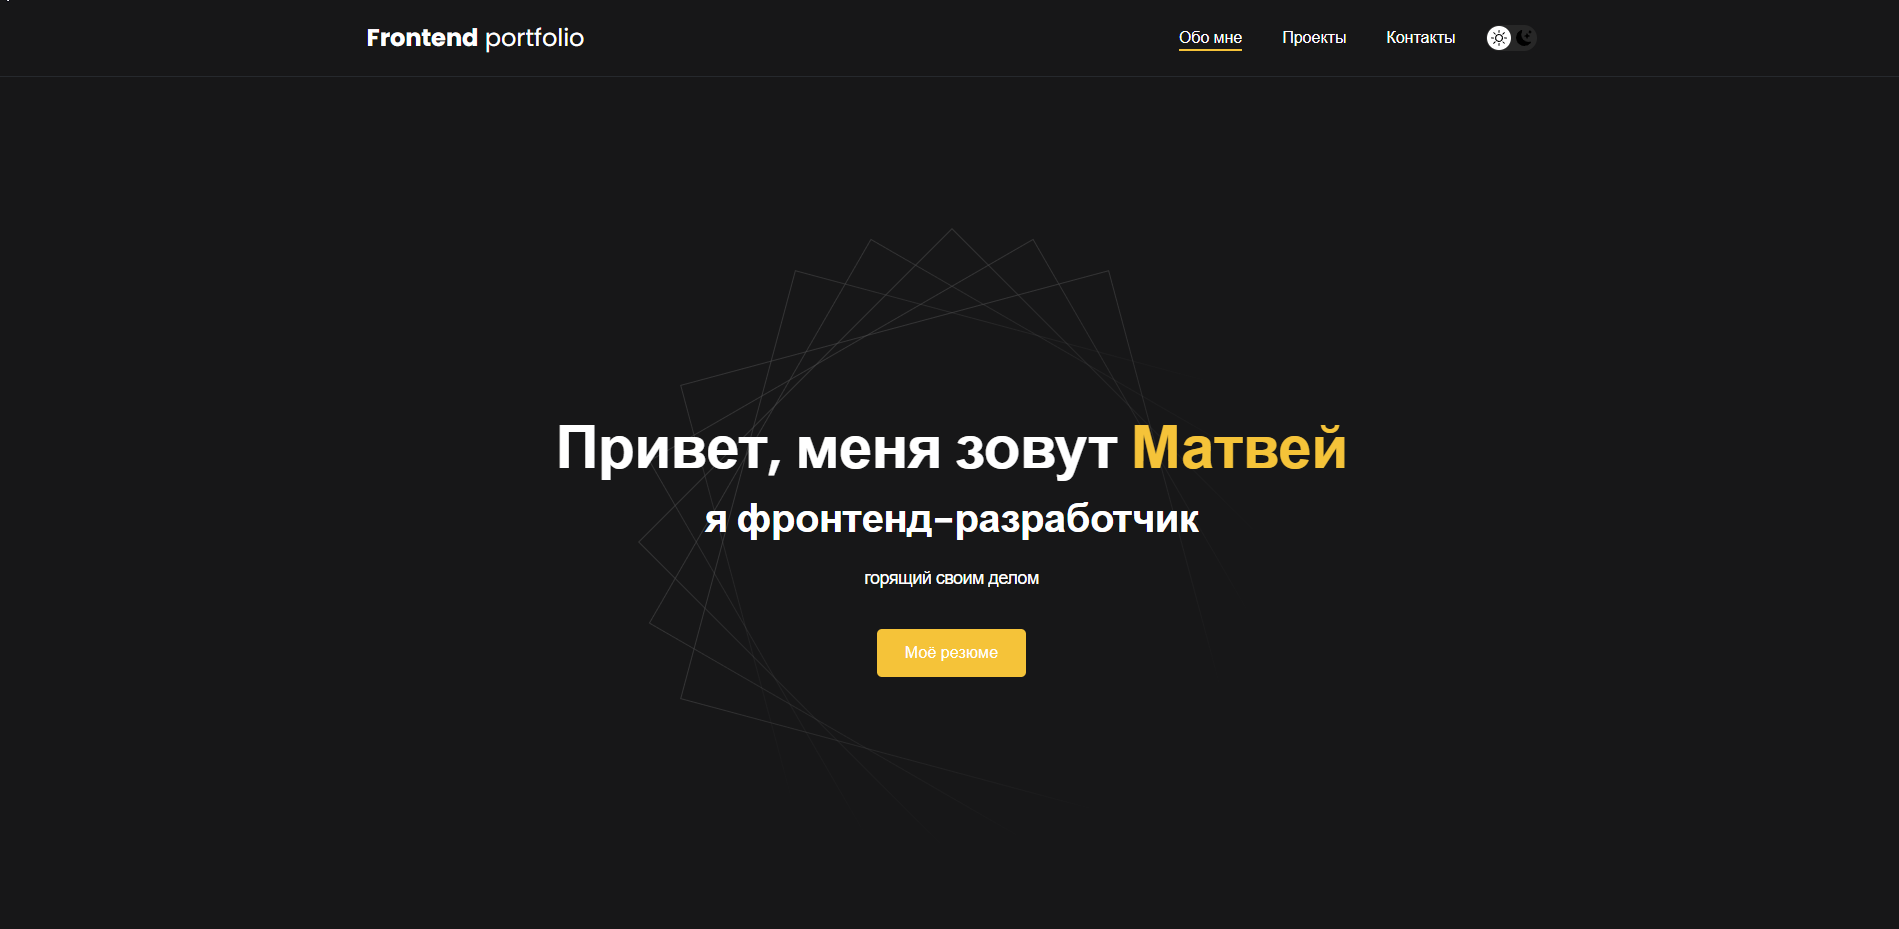 Frontend portfolio
Обо мне
Проекты
Контакты
Привет, меня зовут Матвей
я фронтенд-разработчик
горящий своим делом
Моё резюме